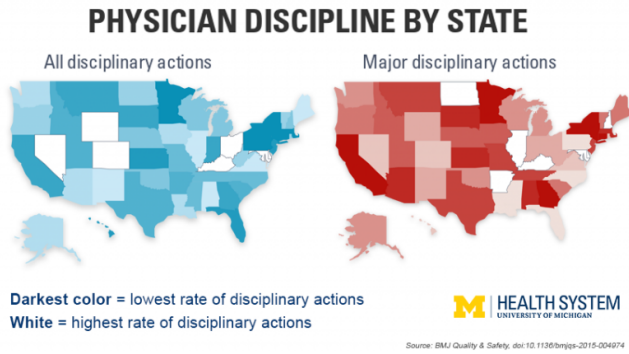 PHYSICIAN DISCIPLINE BY STATE
All disciplinary actions
Major disciplinary actions
Darkest color = lowest rate of disciplinary actions
White = highest rate of disciplinary actions
M HEALTH SYSTEM
UNIVERSITY OF MICHIGAN
Source: BMJ Quality & Safety, doi:10.1136/bmjqs-2015-004974